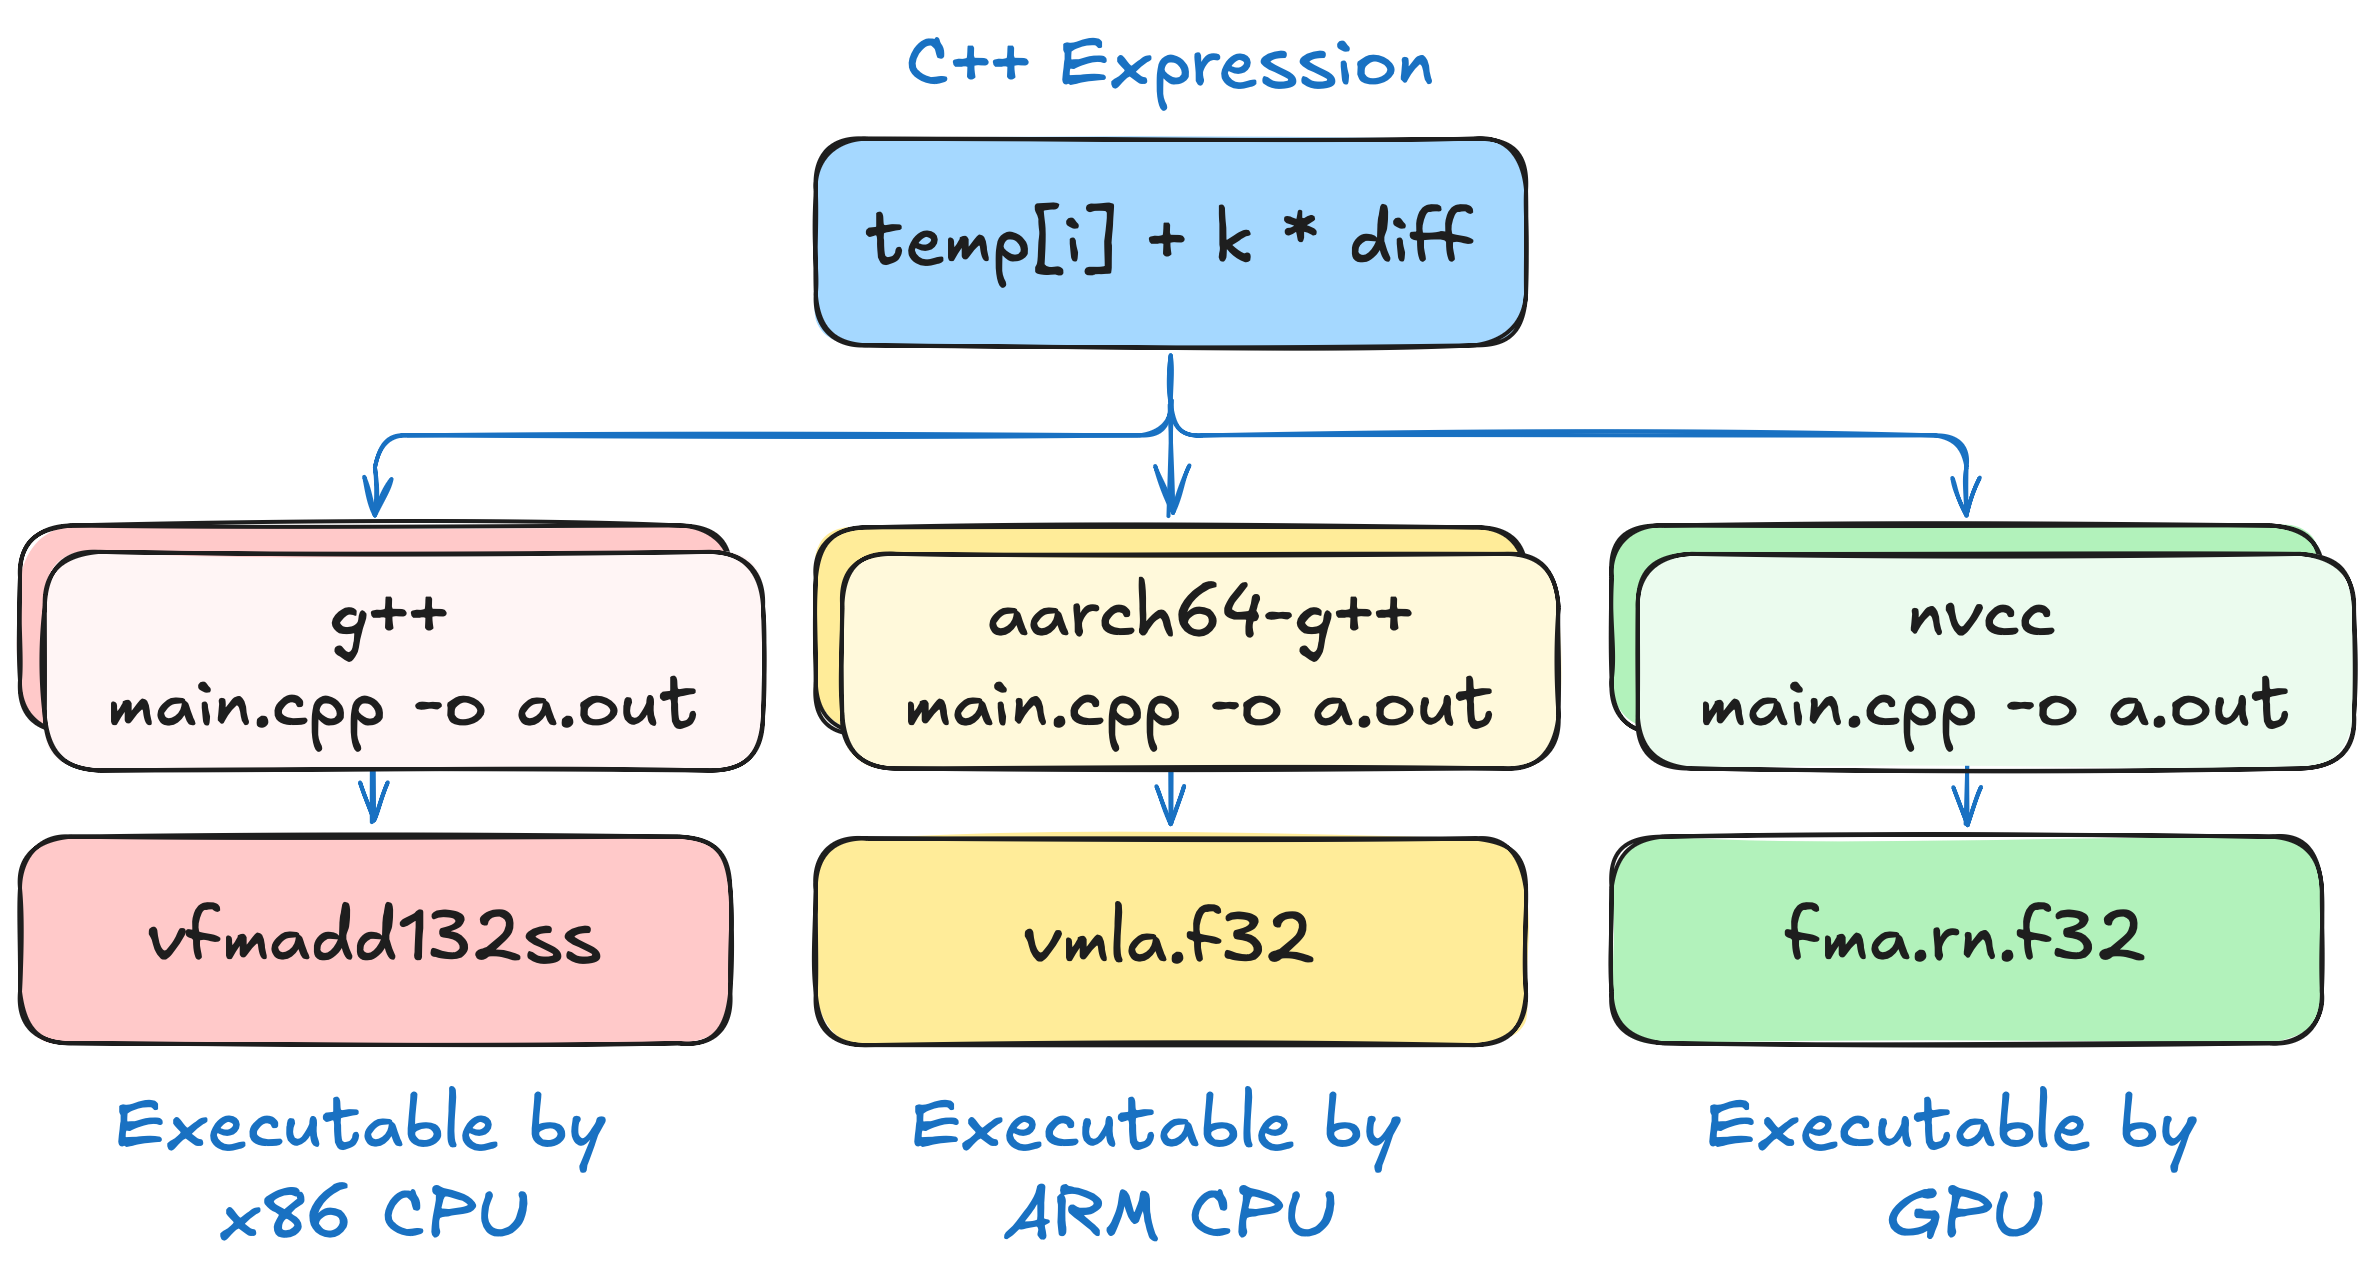 C++ Expression
temp[i] + k * diff
g++
main.cpp -o a.out
aarch64-g++
main.cpp -o a.out
nvcc
main.cpp -o a.out
vfmadd132ss
vmla.f32
fma.rn.f32
Executable by
x86 CPU
Executable by
ARM CPU
Executable by
GPU